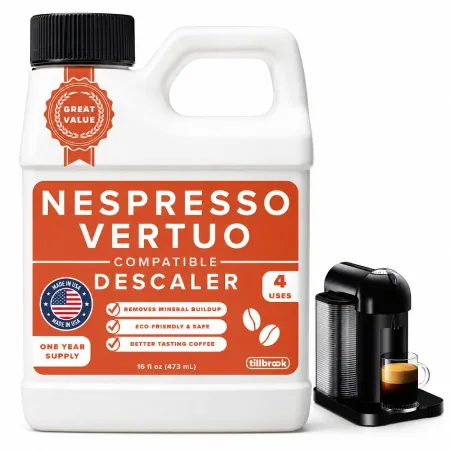 GREAT
VALUE
NESPRESSO
VERTUO
COMPATIBLE
DESCALER
4
USES
MADE IN USA
MADE IN USA
REMOVES MINERAL BUILDUP
ECO-FRIENDLY & SAFE
BETTER TASTING COFFEE
ONE YEAR
SUPPLY
16 fl oz (473 mL)
tillbrook